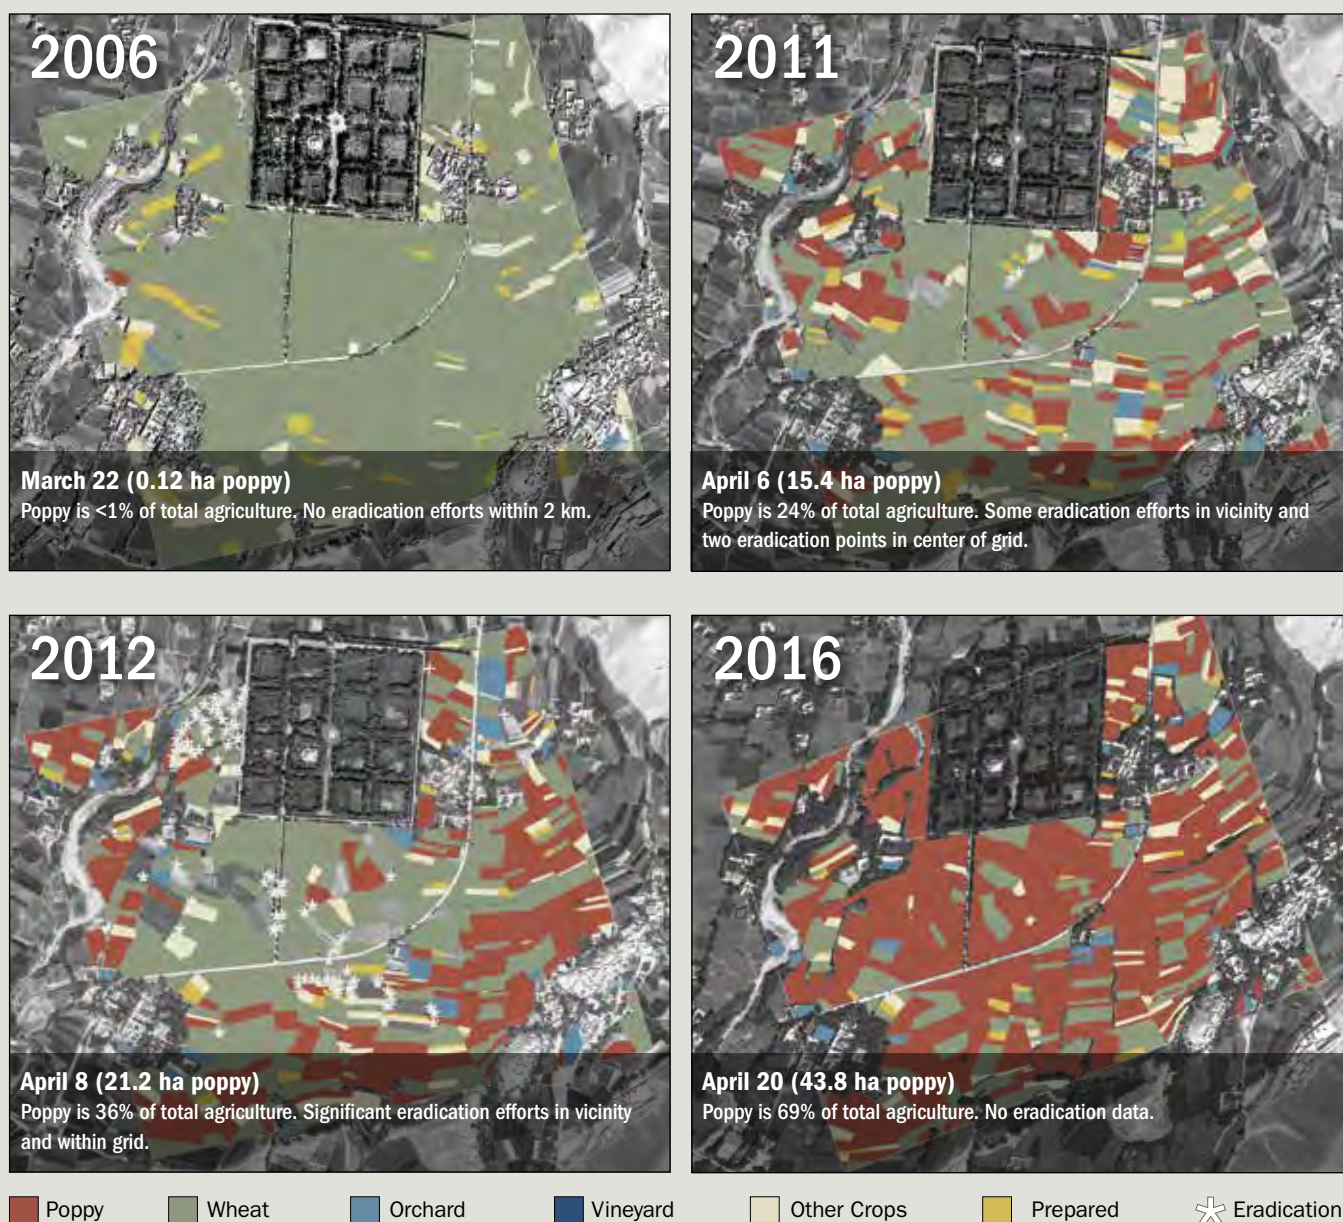 2006
March 22 (0.12 ha poppy)
Poppy is <1% of total agriculture. No eradication efforts within 2 km.
2011
April 6 (15.4 ha poppy)
Poppy is 24% of total agriculture. Some eradication efforts in vicinity and
two eradication points in center of grid.
2012
April 8 (21.2 ha poppy)
Poppy is 36% of total agriculture. Significant eradication efforts in vicinity
and within grid.
2016
April 20 (43.8 ha poppy)
Poppy is 69% of total agriculture. No eradication data.
Poppy Wheat Orchard Vineyard Other Crops Prepared Eradication